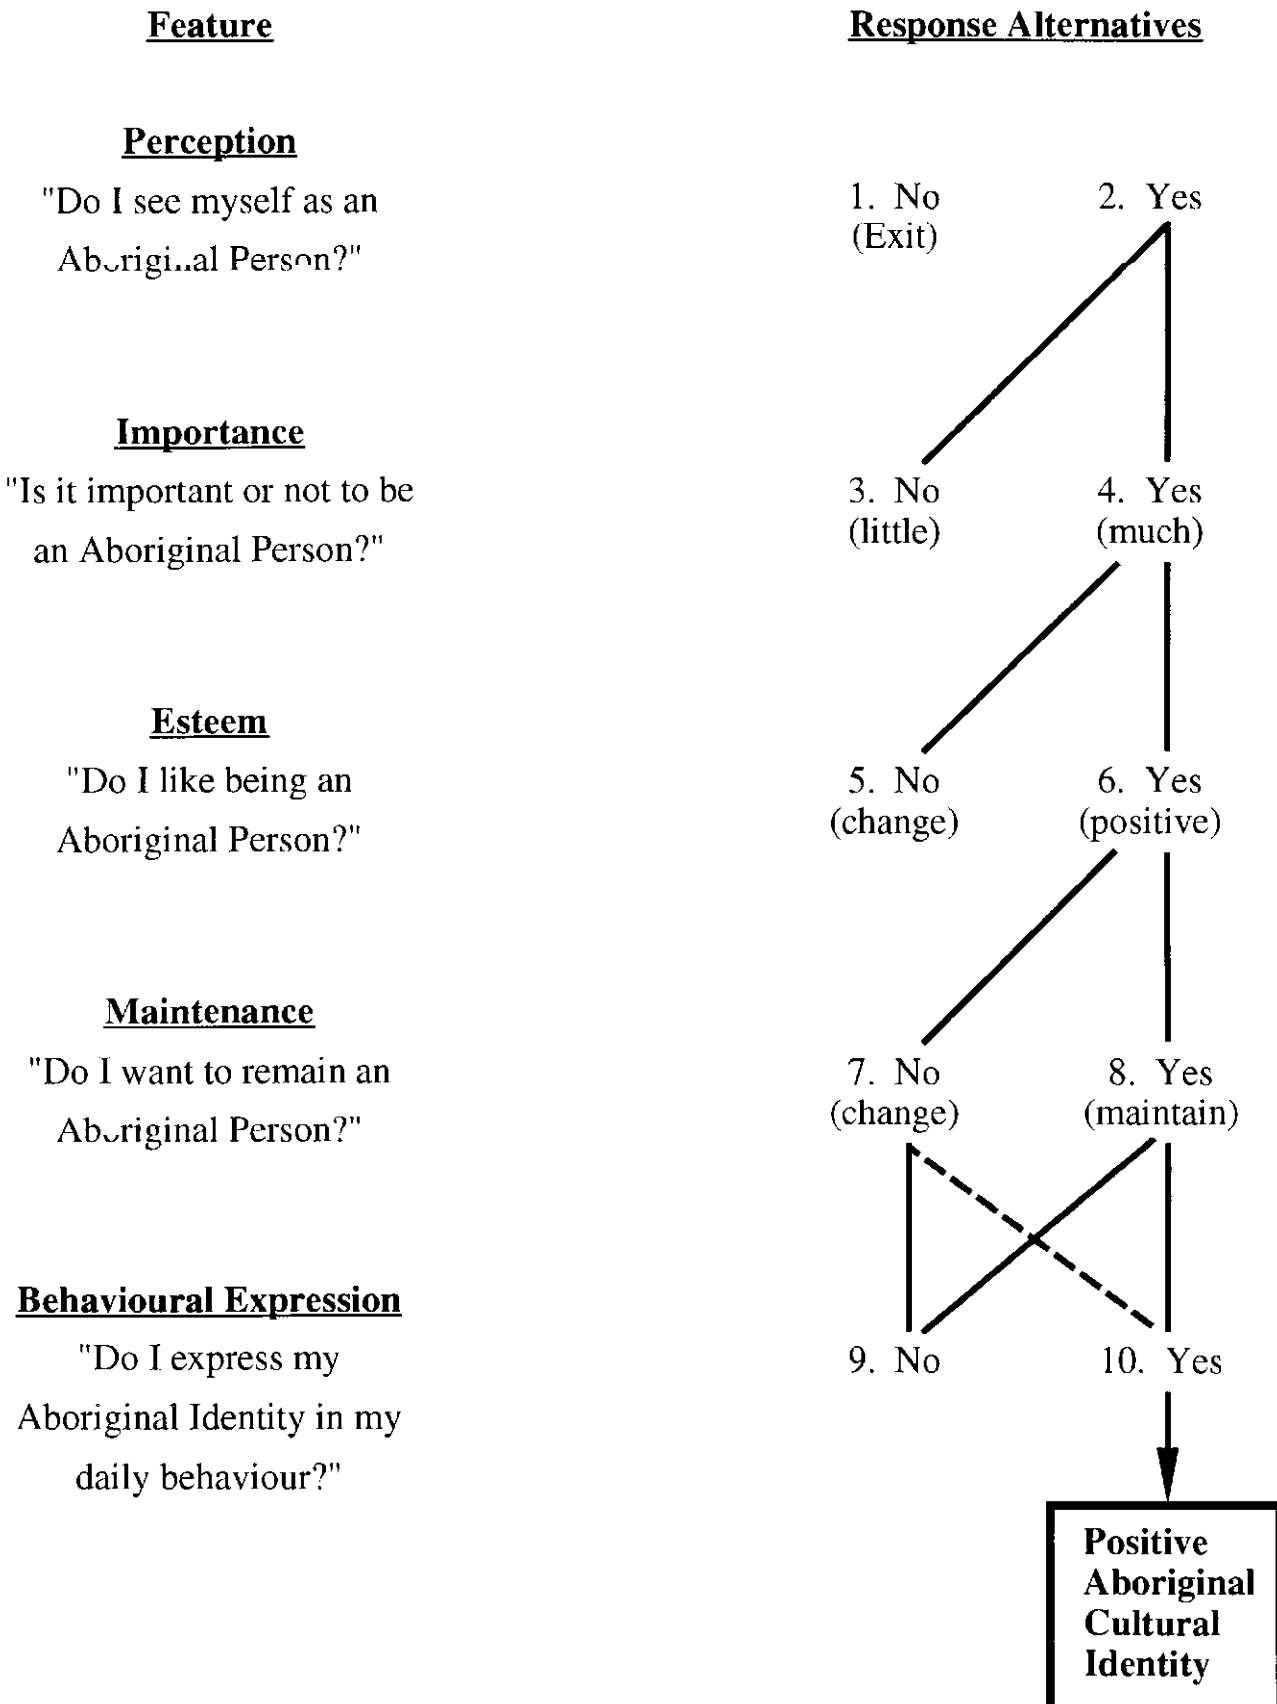 Feature Response Alternatives
Perception
"Do I see myself as an
Aboriginal Person?"
1. No 2. Yes
(Exit)
Importance
"Is it important or not to be
an Aboriginal Person?"
3. No 4. Yes
(little) (much)
Esteem
"Do I like being an
Aboriginal Person?"
5. No 6. Yes
(change) (positive)
Maintenance
"Do I want to remain an
Aboriginal Person?"
7. No 8. Yes
(change) (maintain)
Behavioural Expression
"Do I express my
Aboriginal Identity in my
daily behaviour?"
9. No 10. Yes
Positive
Aboriginal
Cultural
Identity